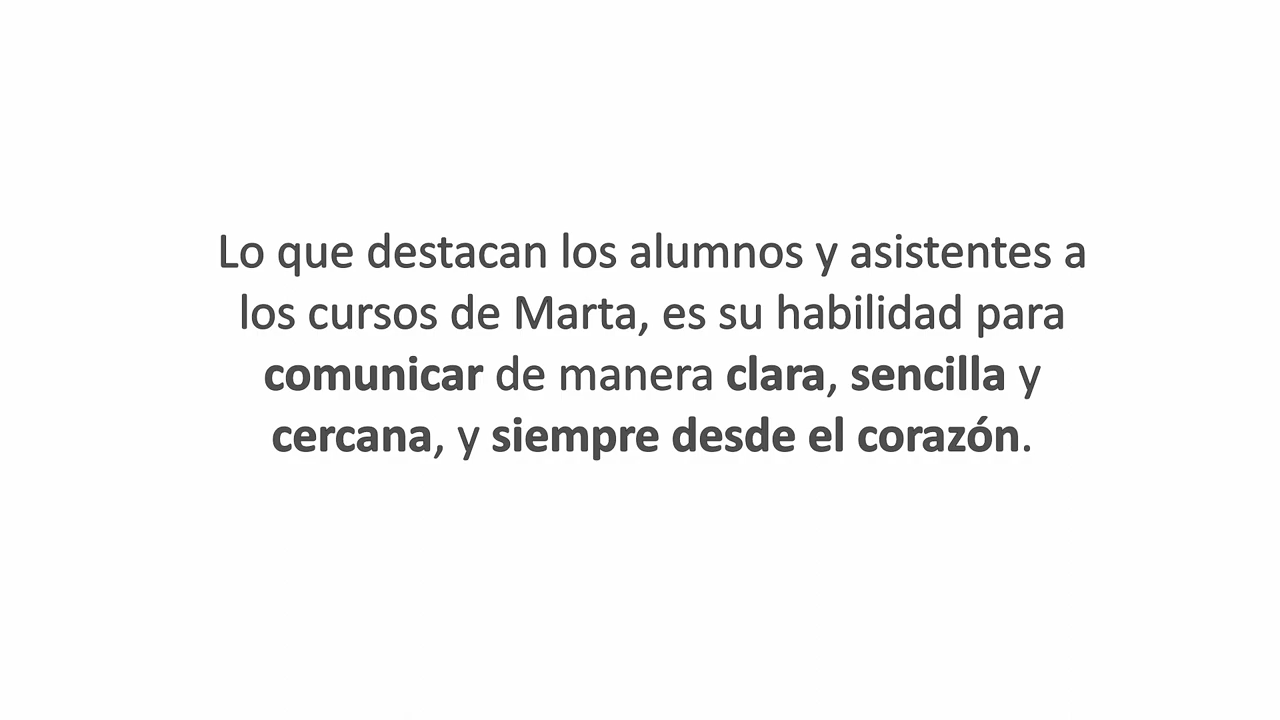 Lo que destacan los alumnos y asistentes a
los cursos de Marta, es su habilidad para
comunicar de manera clara, sencilla y
cercana, y siempre desde el corazón.